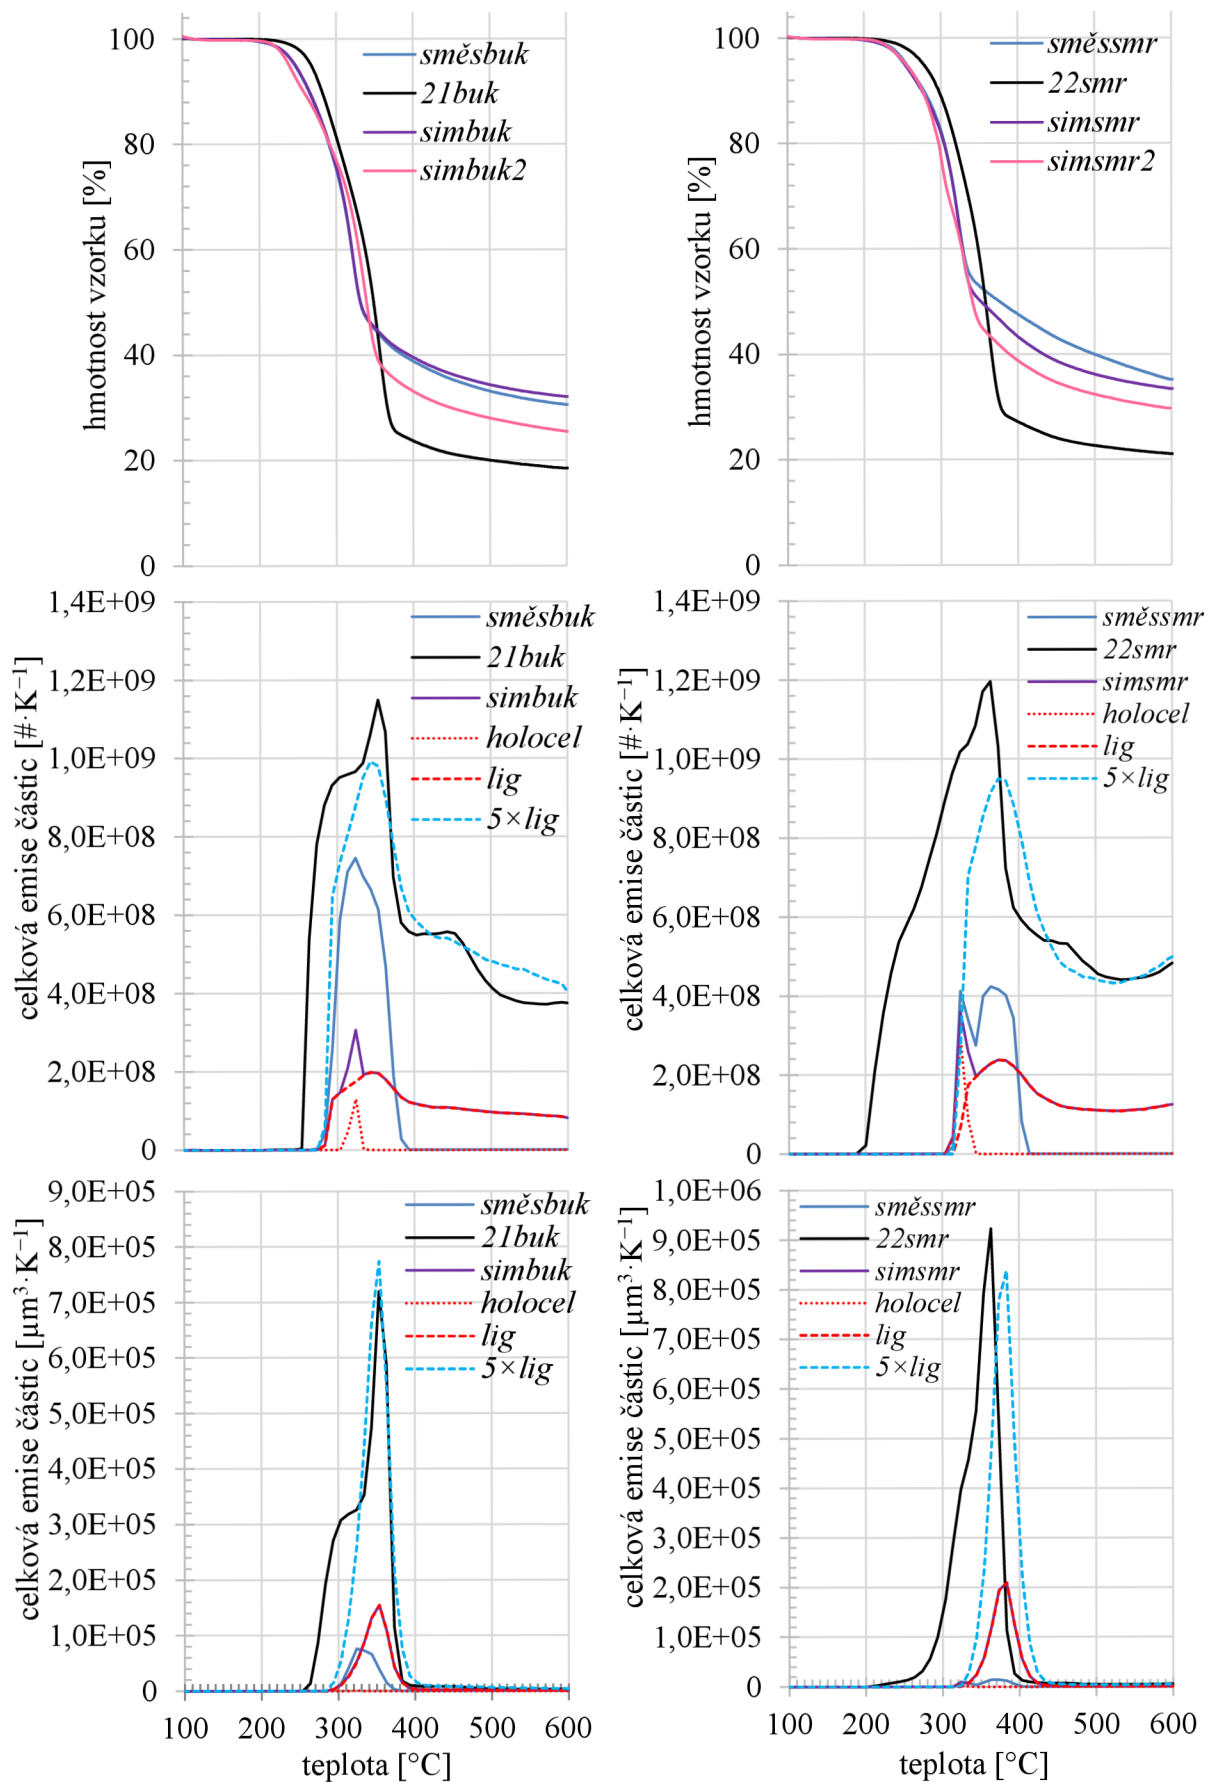 100
80
60
40
20
0
hmotnost vzorku [%]
směsbuk
21buk
simbuk
simbuk2
100
80
60
40
20
0
hmotnost vzorku [%]
směssmr
22smr
simsmr
simsmr2
1,4E+09
1,2E+09
1,0E+09
8,0E+08
6,0E+08
4,0E+08
2,0E+08
0
celková emise částic [#·K⁻¹]
směsbuk
21buk
simbuk
holocel
lig
5×lig
1,4E+09
1,2E+09
1,0E+09
8,0E+08
6,0E+08
4,0E+08
2,0E+08
0
celková emise částic [#·K⁻¹]
směssmr
22smr
simsmr
holocel
lig
5×lig
9,0E+05
8,0E+05
7,0E+05
6,0E+05
5,0E+05
4,0E+05
3,0E+05
2,0E+05
1,0E+05
0
celková emise částic [µm³·K⁻¹]
směsbuk
21buk
simbuk
holocel
lig
5×lig
100 200 300 400 500 600
teplota [°C]
1,0E+06
9,0E+05
8,0E+05
7,0E+05
6,0E+05
5,0E+05
4,0E+05
3,0E+05
2,0E+05
1,0E+05
0
celková emise částic [µm³·K⁻¹]
směssmr
22smr
simsmr
holocel
lig
5×lig
100 200 300 400 500 600
teplota [°C]